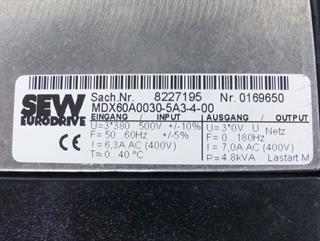 SEW
EURODRIVE
CE
Sach.Nr. 8227195 Nr. 0169650
MDX60A0030-5A3-4-00
EINGANG / INPUT
U=3*380..500V +/-10%
F= 50...60Hz +/-5%
I = 6,3A AC (400V)
T= 0...40°C
AUSGANG / OUTPUT
U=3*0V...U Netz
F= 0...180Hz
I = 7,0A AC (400V)
P=4.8kVA Lastart M